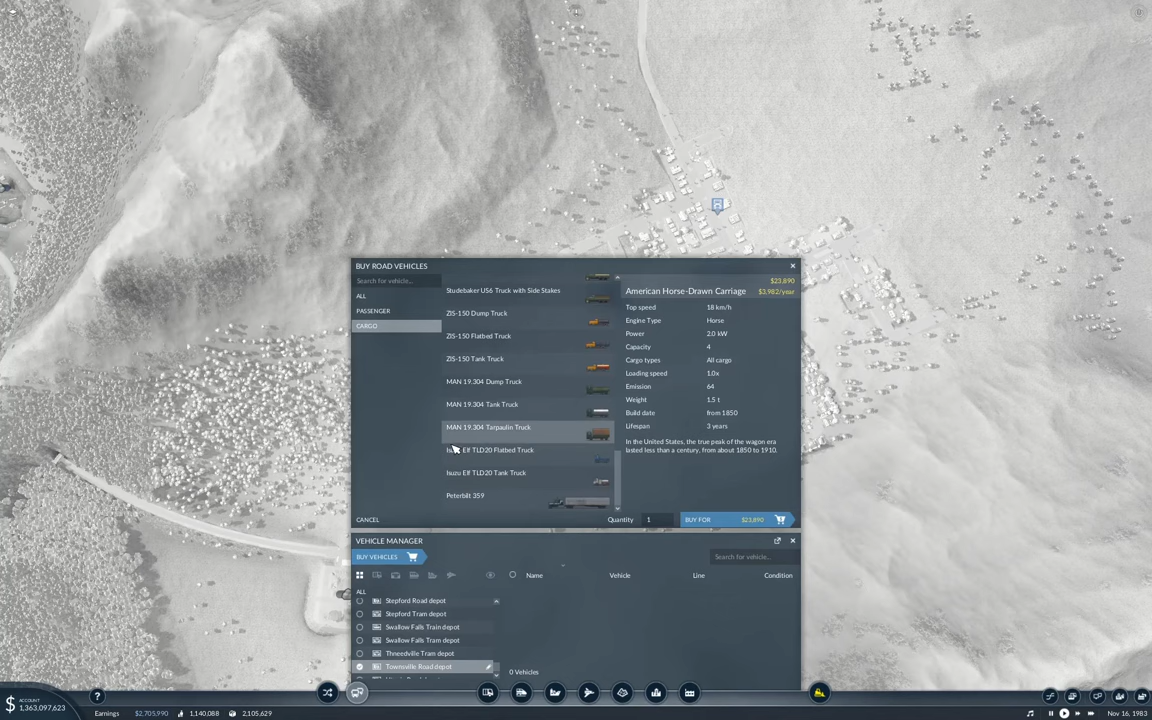 BUY ROAD VEHICLES
Search for vehicle...
ALL
PASSENGER
CARGO
Studebaker US6 Truck with Side Stakes
ZIS-150 Dump Truck
ZIS-150 Flatbed Truck
ZIS-150 Tank Truck
MAN 19.304 Dump Truck
MAN 19.304 Tank Truck
MAN 19.304 Tarpaulin Truck
Elf TLD20 Flatbed Truck
Isuzu Elf TLD20 Tank Truck
Peterbilt 359
$23,890
American Horse-Drawn Carriage $3,982/year
Top speed 18 km/h
Engine Type Horse
Power 2.0 kW
Capacity 4
Cargo types All cargo
Loading speed 1.0x
Emission 64
Weight 1.5 t
Build date from 1850
Lifespan 3 years
In the United States, the true peak of the wagon era
lasted less than a century, from about 1850 to 1910.
CANCEL Quantity 1 BUY FOR $23,890
VEHICLE MANAGER
BUY VEHICLES Search for vehicle...
Name Vehicle Line Condition
ALL
Stepford Road depot
Stepford Tram depot
Swallow Falls Train depot
Swallow Falls Tram depot
Thneedville Tram depot
Townsville Road depot
0 Vehicles
$ ACCOUNT
1,363,097,623
?
Earnings $2,705,990 1,140,088 2,105,629
Nov 16, 1983